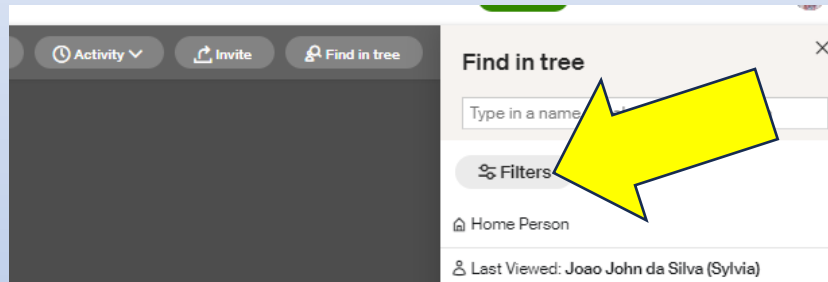 Activity
Invite
Find in tree
Find in tree
Type in a name
Filters
Home Person
Last Viewed: Joao John da Silva (Sylvia)